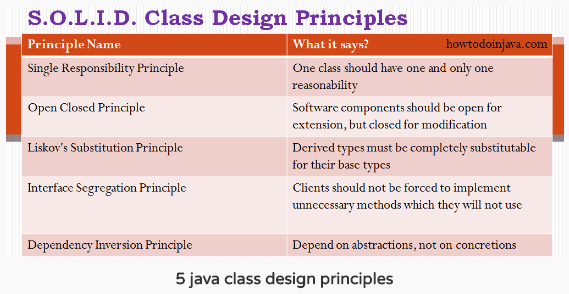 S.O.L.I.D. Class Design Principles
Principle Name What it says? howtodoinjava.com
Single Responsibility Principle One class should have one and only one
reasonability
Open Closed Principle Software components should be open for
extension, but closed for modification
Liskov's Substitution Principle Derived types must be completely substitutable
for their base types
Interface Segregation Principle Clients should not be forced to implement
unnecessary methods which they will not use
Dependency Inversion Principle Depend on abstractions, not on concretions
5 java class design principles